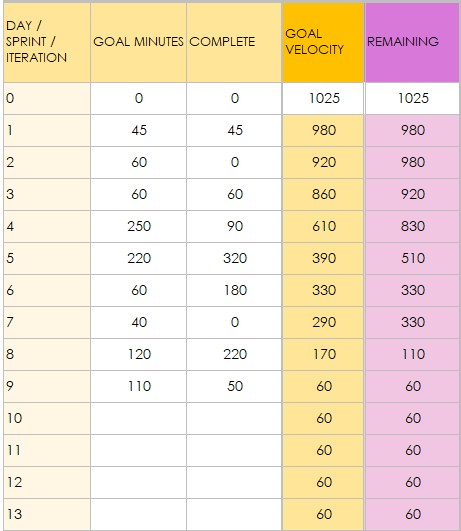 DAY / SPRINT / ITERATION GOAL MINUTES COMPLETE GOAL VELOCITY REMAINING
0 0 0 1025 1025
1 45 45 980 980
2 60 0 920 980
3 60 60 860 920
4 250 90 610 830
5 220 320 390 510
6 60 180 330 330
7 40 0 290 330
8 120 220 170 110
9 110 50 60 60
10 60 60
11 60 60
12 60 60
13 60 60